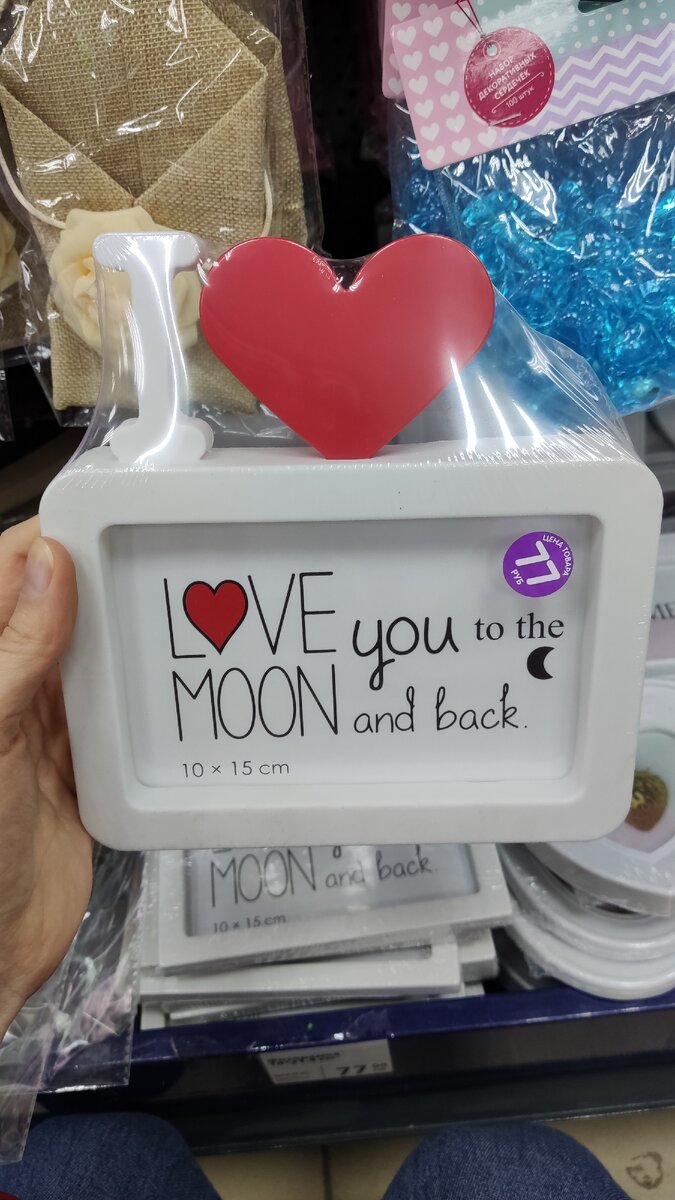 НАБОР
ДЕКОРАТИВНЫХ
СЕРДЕЧЕК
100 ШТУК
I
ЦЕНА ТОВАРА
77
РУБ
LOVE you to the
MOON and back.
10 × 15 cm
MOON and back.
10 × 15 cm
77